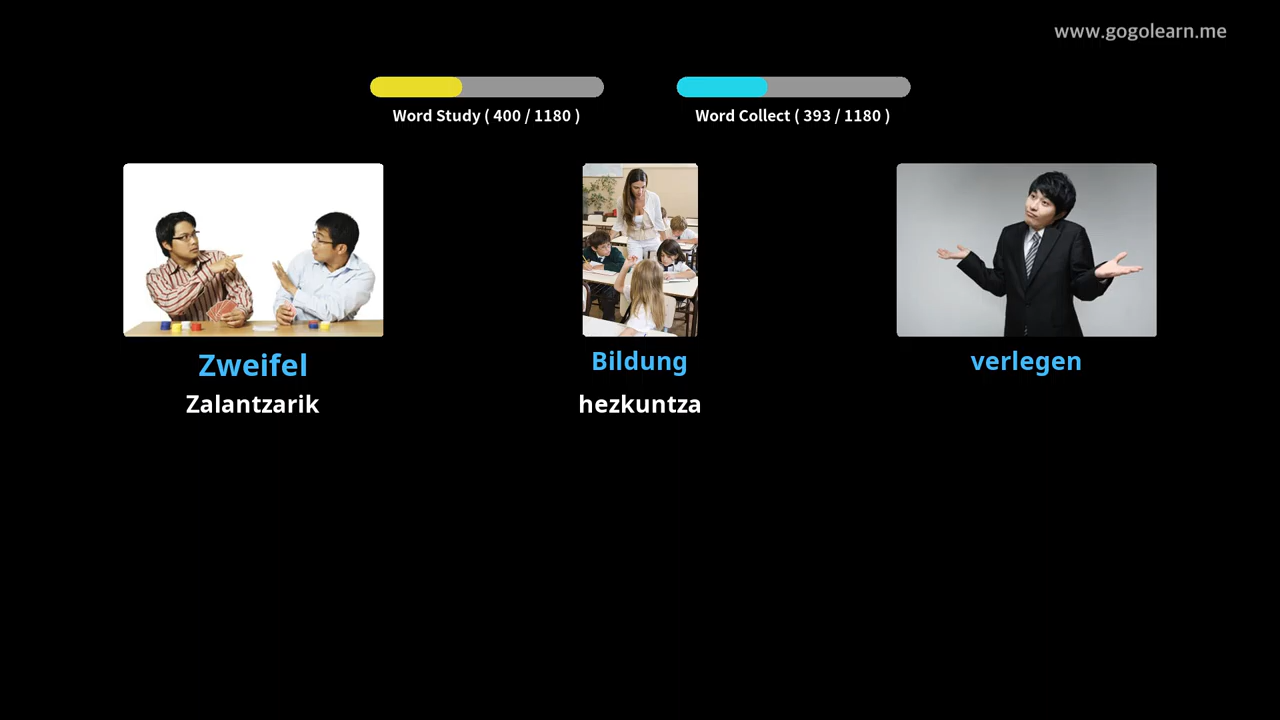 www.gogolearn.me
Word Study ( 400 / 1180 )
Word Collect ( 393 / 1180 )
Zweifel
Zalantzarik
Bildung
hezkuntza
verlegen